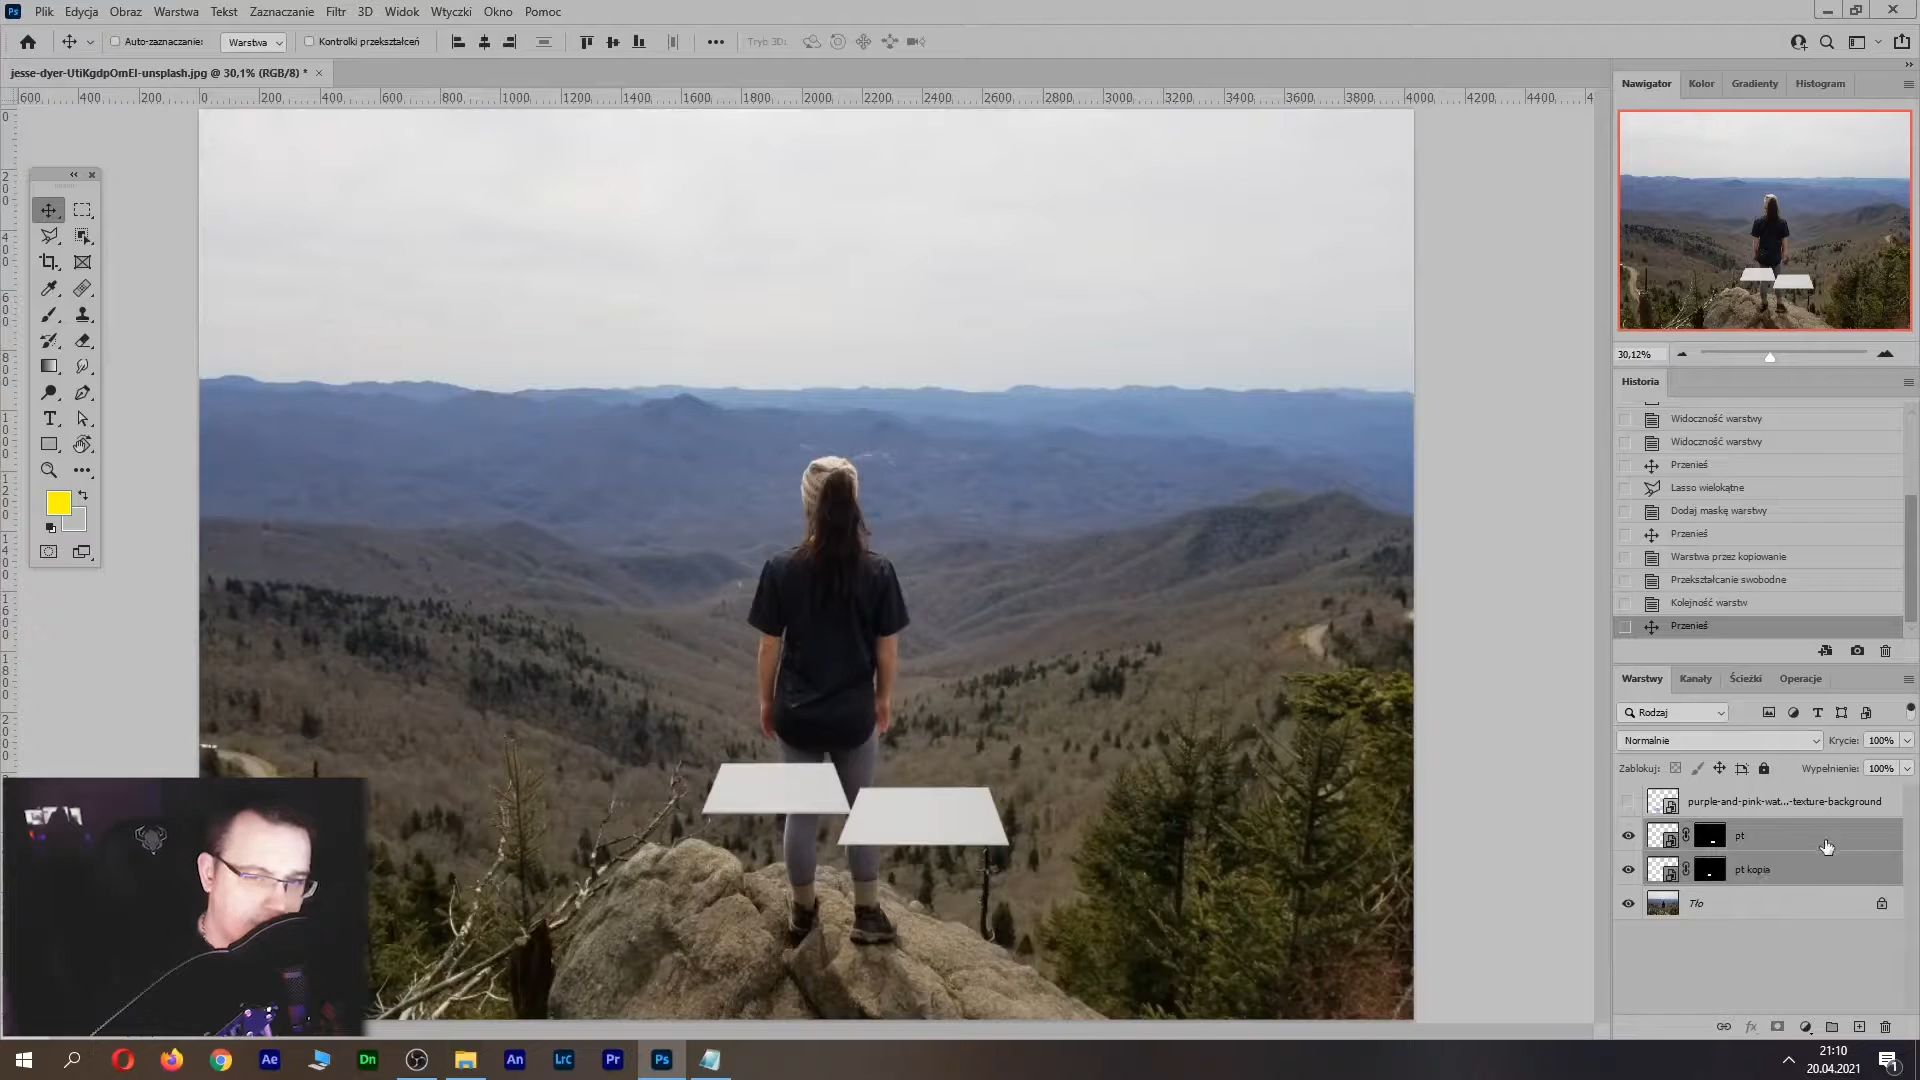 Ps Plik Edycja Obraz Warstwa Tekst Zaznaczanie Filtr 3D Widok Wtyczki Okno Pomoc
Auto-zaznaczanie: Warstwa Kontrolki przekształceń Tryb 3D:
jesse-dyer-UtiKgdpOmEI-unsplash.jpg @ 30,1% (RGB/8) * ×
600 400 200 0 200 400 600 800 1000 1200 1400 1600 1800 2000 2200 2400 2600 2800 3000 3200 3400 3600 3800 4000 4200 4400 4
Nawigator Kolor Gradienty Histogram
30,12%
Historia
Widoczność warstwy
Widoczność warstwy
Przenieś
Lasso wielokątne
Dodaj maskę warstwy
Przenieś
Warstwa przez kopiowanie
Przekształcanie swobodne
Kolejność warstw
Przenieś
Warstwy Kanały Ścieżki Operacje
Rodzaj
Normalnie Krycie: 100%
Zablokuj: Wypełnienie: 100%
purple-and-pink-wat...-texture-background
pt
pt kopia
Tło
Ae Dn An Lrc Pr Ps
21:10
20.04.2021
1